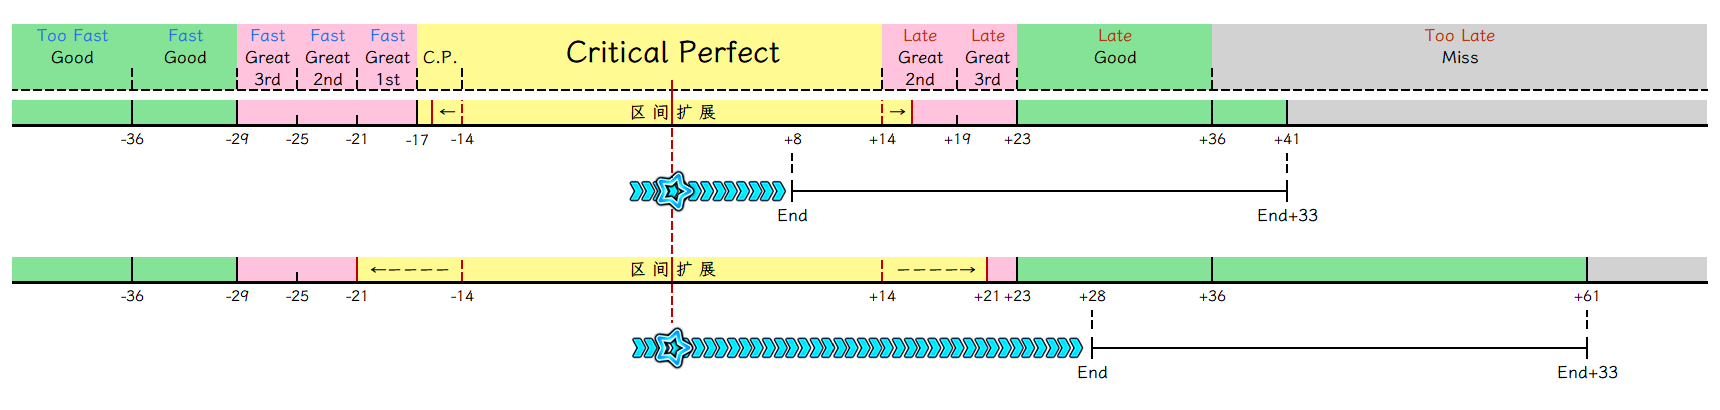 Too Fast Fast Fast Fast Fast Late Late Late Too Late
Good Good Great Great Great C.P. Critical Perfect Great Great Good Miss
3rd 2nd 1st 2nd 3rd
← 区间扩展 →
-36 -29 -25 -21 -17 -14 +8 +14 +19 +23 +36 +41
End End+33
←----- 区间扩展 -----→
-36 -29 -25 -21 -14 +14 +21 +23 +28 +36 +61
End End+33